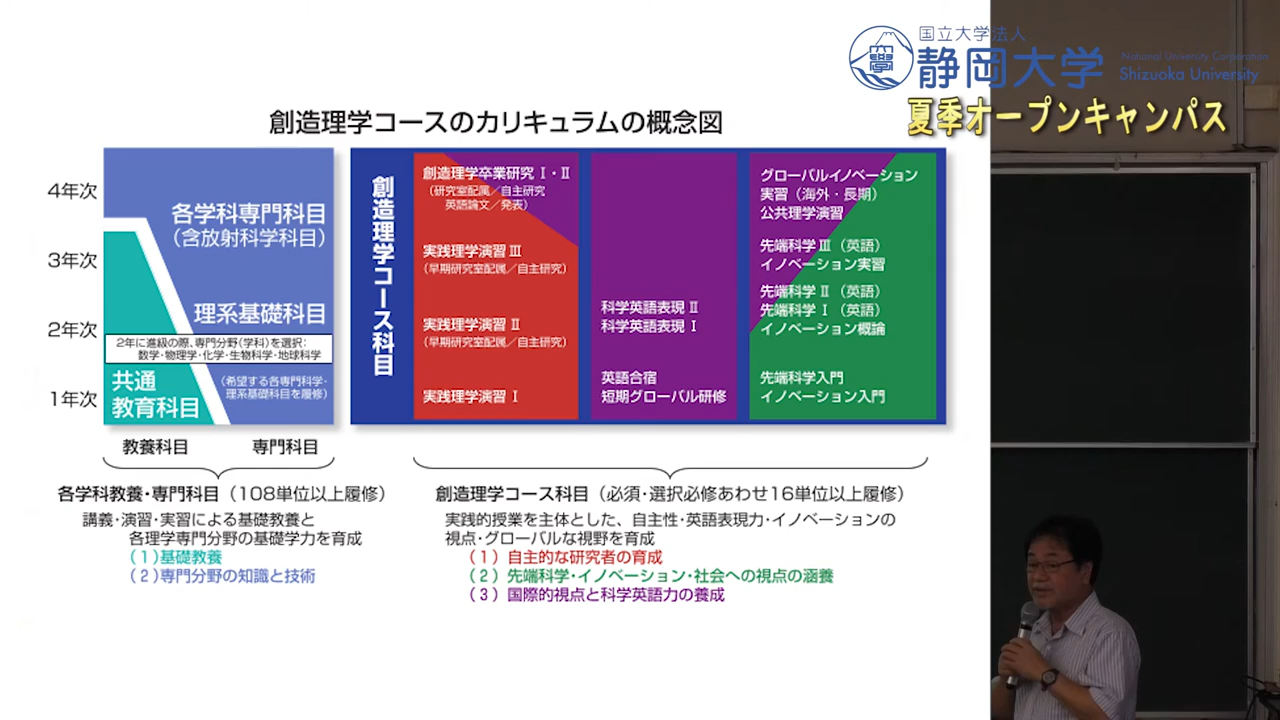 国立大学法人
静岡大学
National University Corporation
Shizuoka University
夏季オープンキャンパス
創造理学コースのカリキュラムの概念図
4年次
3年次
2年次
1年次
各学科専門科目
(含放射科学科目)
理系基礎科目
2年に進級の際、専門分野(学科)を選択:
数学・物理学・化学・生物科学・地球科学
共通
教育科目
(希望する各専門科学・
理系基礎科目を履修)
教養科目
専門科目
創造理学コース科目
創造理学卒業研究 Ⅰ・Ⅱ
(研究室配属/自主研究
英語論文/発表)
実践理学演習 Ⅲ
(早期研究室配属/自主研究)
実践理学演習 Ⅱ
(早期研究室配属/自主研究)
実践理学演習 Ⅰ
科学英語表現 Ⅱ
科学英語表現 Ⅰ
英語合宿
短期グローバル研修
グローバルイノベーション
実習(海外・長期)
公共理学演習
先端科学 Ⅲ(英語)
イノベーション実習
先端科学 Ⅱ(英語)
先端科学 Ⅰ(英語)
イノベーション概論
先端科学入門
イノベーション入門
各学科教養・専門科目(108単位以上履修)
講義・演習・実習による基礎教養と
各理学専門分野の基礎学力を育成
(1)基礎教養
(2)専門分野の知識と技術
創造理学コース科目(必須・選択必修あわせ16単位以上履修)
実践的授業を主体とした、自主性・英語表現力・イノベーションの
視点・グローバルな視野を育成
(1)自主的な研究者の育成
(2)先端科学・イノベーション・社会への視点の涵養
(3)国際的視点と科学英語力の養成